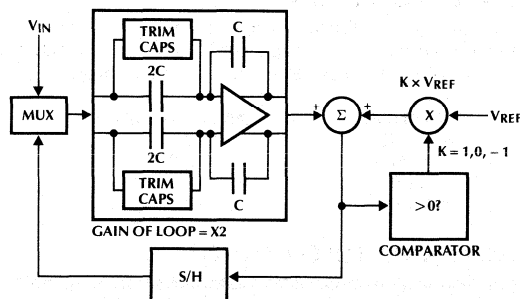 VIN
TRIM
CAPS
C
2C
MUX
+
Σ
+
K × VREF
X
VREF
K = 1,0, – 1
2C
TRIM
CAPS
C
> 0?
GAIN OF LOOP = X2
COMPARATOR
S/H